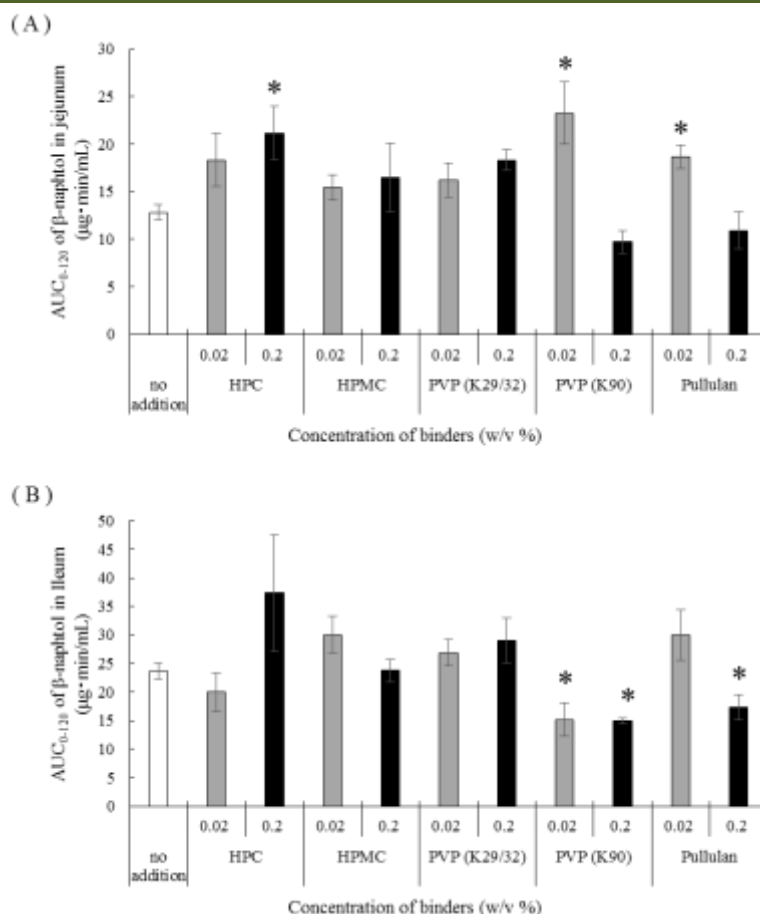 ( A )
AUC0-120 of β-naphtol in jejunum
(μg·min/mL)
30
25
20
15
10
5
0
*
*
*
0.02 0.2 0.02 0.2 0.02 0.2 0.02 0.2 0.02 0.2
no addition HPC HPMC PVP (K29/32) PVP (K90) Pullulan
Concentration of binders (w/v %)
( B )
AUC0-120 of β-naphtol in Ileum
(μg·min/mL)
50
45
40
35
30
25
20
15
10
5
0
* * *
0.02 0.2 0.02 0.2 0.02 0.2 0.02 0.2 0.02 0.2
no addition HPC HPMC PVP (K29/32) PVP (K90) Pullulan
Concentration of binders (w/v %)